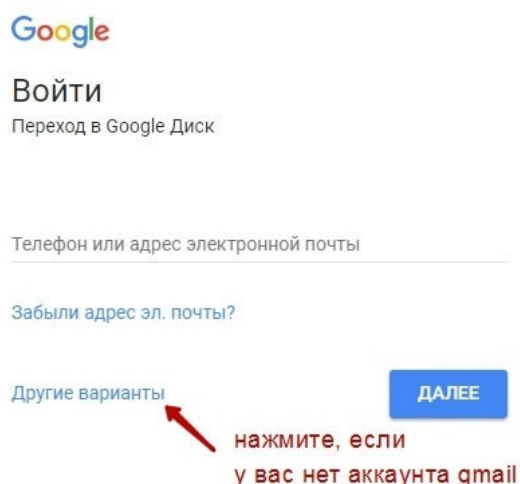 Google
Войти
Переход в Google Диск
Телефон или адрес электронной почты
Забыли адрес эл. почты?
Другие варианты
ДАЛЕЕ
нажмите, если
у вас нет аккаунта gmail